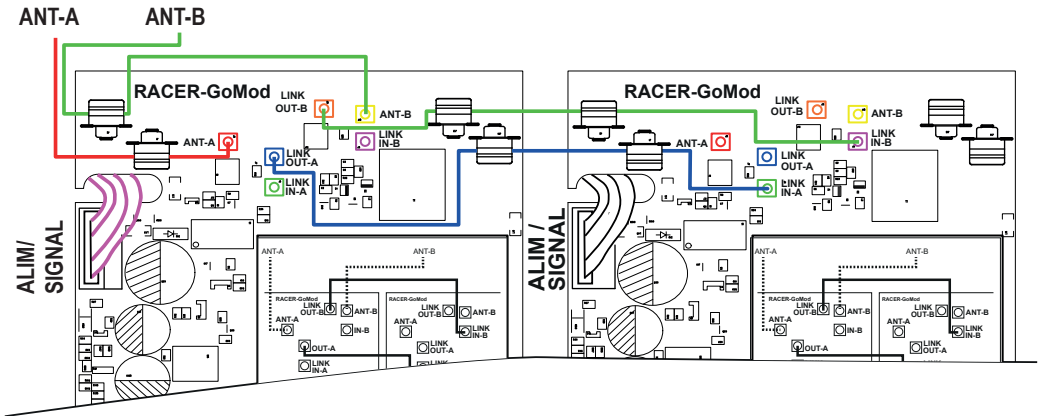 ANT-A
ANT-B
RACER-GoMod
LINK
OUT-B
ANT-B
LINK
IN-B
ANT-A
LINK
OUT-A
LINK
IN-A
ALIM/
SIGNAL
ANT-A
ANT-B
RACER-GoMod
LINK
OUT-B
ANT-B
ANT-A
IN-B
OUT-A
LINK
IN-A
RACER-GoMod
LINK
OUT-B
ANT-B
ANT-A
LINK
IN-B
LINK
OUT-A
RACER-GoMod
LINK
OUT-B
ANT-B
LINK
IN-B
ANT-A
LINK
OUT-A
LINK
IN-A
ALIM/
SIGNAL
ANT-A
ANT-B
RACER-GoMod
LINK
OUT-B
ANT-B
ANT-A
IN-B
OUT-A
LINK
IN-A
RACER-GoMod
LINK
OUT-B
ANT-B
ANT-A
LINK
IN-B
LINK
OUT-A